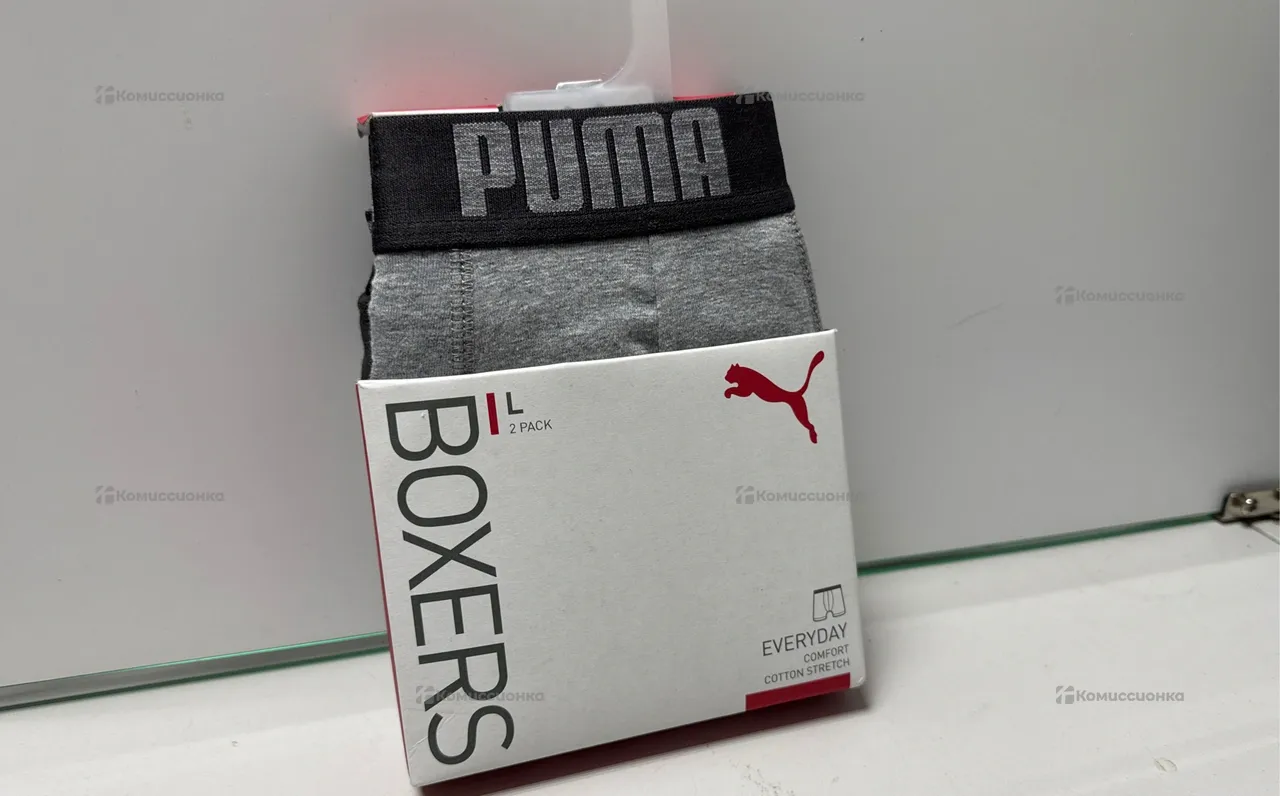 Комиссионка
Комиссионка
PUMA
Комиссионка
L
2 PACK
BOXERS
Комиссионка
Комиссионка
EVERYDAY
COMFORT
COTTON STRETCH
Комиссионка
Комиссионка